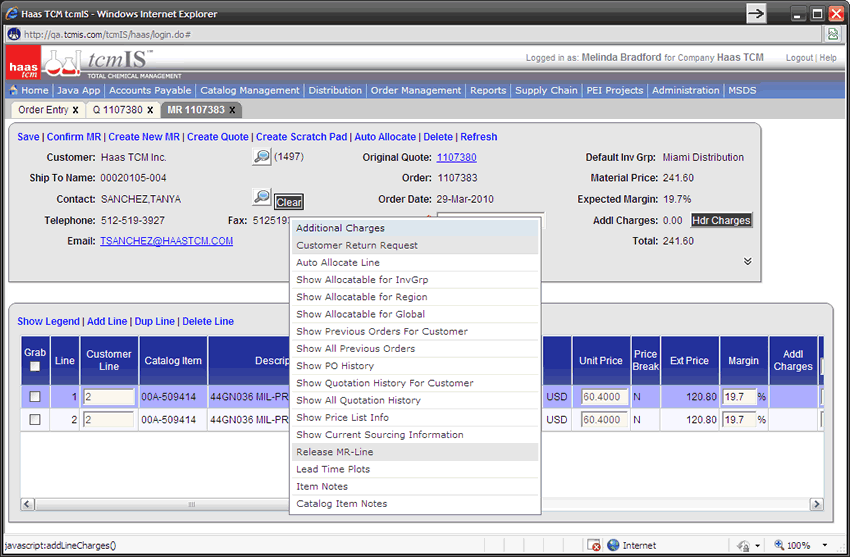 Haas TCM tcmIS - Windows Internet Explorer
http://qa.tcmis.com/tcmIS/haas/login.do#
haas tcm tcmIS™ TOTAL CHEMICAL MANAGEMENT
Logged in as: Melinda Bradford for Company Haas TCM Logout | Help
Home | Java App | Accounts Payable | Catalog Management | Distribution | Order Management | Reports | Supply Chain | PEI Projects | Administration | MSDS
Order Entry x Q 1107380 x MR 1107383 x
Save | Confirm MR | Create New MR | Create Quote | Create Scratch Pad | Auto Allocate | Delete | Refresh
Customer: Haas TCM Inc. (1497) Original Quote: 1107380 Default Inv Grp: Miami Distribution
Ship To Name: 00020105-004 Order: 1107383 Material Price: 241.60
Contact: SANCHEZ,TANYA Clear Order Date: 29-Mar-2010 Expected Margin: 19.7%
Telephone: 512-519-3927 Fax: 51251 Addl Charges: 0.00 Hdr Charges
Email: TSANCHEZ@HAASTCM.COM Total: 241.60
Additional Charges
Customer Return Request
Auto Allocate Line
Show Allocatable for InvGrp
Show Allocatable for Region
Show Allocatable for Global
Show Previous Orders For Customer
Show All Previous Orders
Show PO History
Show Quotation History For Customer
Show All Quotation History
Show Price List Info
Show Current Sourcing Information
Release MR-Line
Lead Time Plots
Item Notes
Catalog Item Notes
Show Legend | Add Line | Dup Line | Delete Line
Grab Line Customer Line Catalog Item Descrip Unit Price Price Break Ext Price Margin Addl Charges
1 2 00A-509414 44GN036 MIL-PR USD 60.4000 N 120.80 19.7 %
2 2 00A-509414 44GN036 MIL-PR USD 60.4000 N 120.80 19.7 %
javascript:addLineCharges() Internet 100%